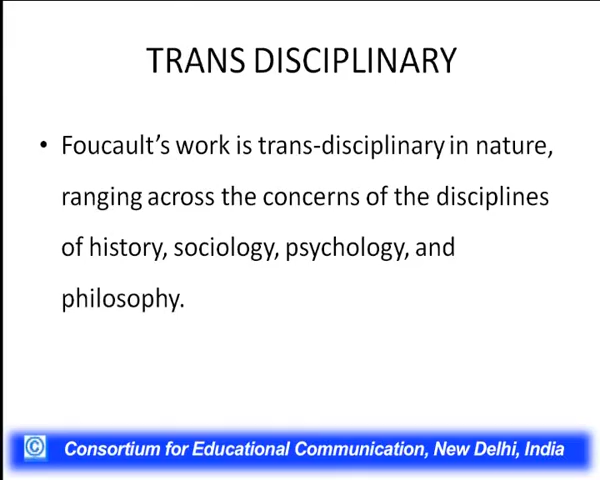 TRANS DISCIPLINARY
• Foucault's work is trans-disciplinary in nature,
ranging across the concerns of the disciplines
of history, sociology, psychology, and
philosophy.
© Consortium for Educational Communication, New Delhi, India